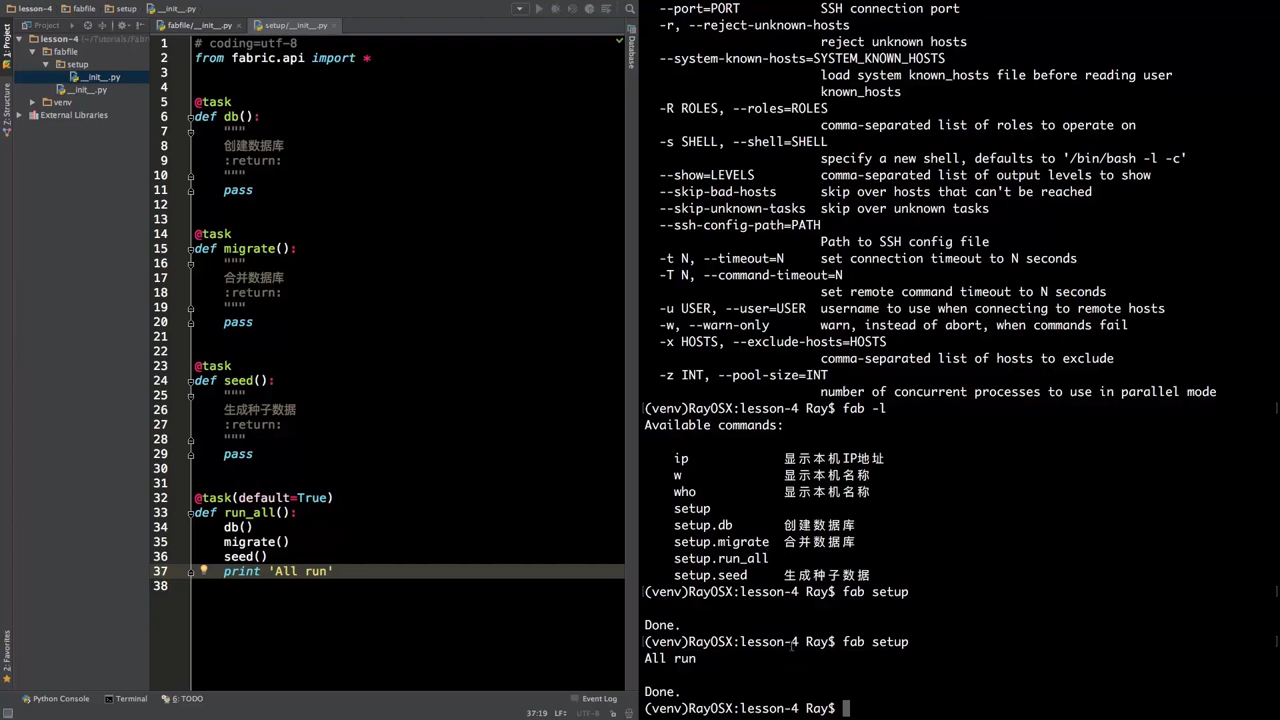 lesson-4
fabfile
setup
__init__.py
Project
fabfile/__init__.py
setup/__init__.py
1: Project
Z: Structure
2: Favorites
Database
lesson-4 ~/Tutorials/Fabr
fabfile
setup
__init__.py
__init__.py
venv
External Libraries
1 # coding=utf-8
2 from fabric.api import *
3
4
5 @task
6 def db():
7 """
8 创建数据库
9 :return:
10 """
11 pass
12
13
14 @task
15 def migrate():
16 """
17 合并数据库
18 :return:
19 """
20 pass
21
22
23 @task
24 def seed():
25 """
26 生成种子数据
27 :return:
28 """
29 pass
30
31
32 @task(default=True)
33 def run_all():
34 db()
35 migrate()
36 seed()
37 print 'All run'
38
Python Console
Terminal
6: TODO
Event Log
37:19
LF÷
UTF-8÷
--port=PORT SSH connection port
-r, --reject-unknown-hosts
reject unknown hosts
--system-known-hosts=SYSTEM_KNOWN_HOSTS
load system known_hosts file before reading user
known_hosts
-R ROLES, --roles=ROLES
comma-separated list of roles to operate on
-s SHELL, --shell=SHELL
specify a new shell, defaults to '/bin/bash -l -c'
--show=LEVELS comma-separated list of output levels to show
--skip-bad-hosts skip over hosts that can't be reached
--skip-unknown-tasks skip over unknown tasks
--ssh-config-path=PATH
Path to SSH config file
-t N, --timeout=N set connection timeout to N seconds
-T N, --command-timeout=N
set remote command timeout to N seconds
-u USER, --user=USER username to use when connecting to remote hosts
-w, --warn-only warn, instead of abort, when commands fail
-x HOSTS, --exclude-hosts=HOSTS
comma-separated list of hosts to exclude
-z INT, --pool-size=INT
number of concurrent processes to use in parallel mode
(venv)RayOSX:lesson-4 Ray$ fab -l
Available commands:
ip 显示本机IP地址
w 显示本机名称
who 显示本机名称
setup
setup.db 创建数据库
setup.migrate 合并数据库
setup.run_all
setup.seed 生成种子数据
(venv)RayOSX:lesson-4 Ray$ fab setup
Done.
(venv)RayOSX:lesson-4 Ray$ fab setup
All run
Done.
(venv)RayOSX:lesson-4 Ray$